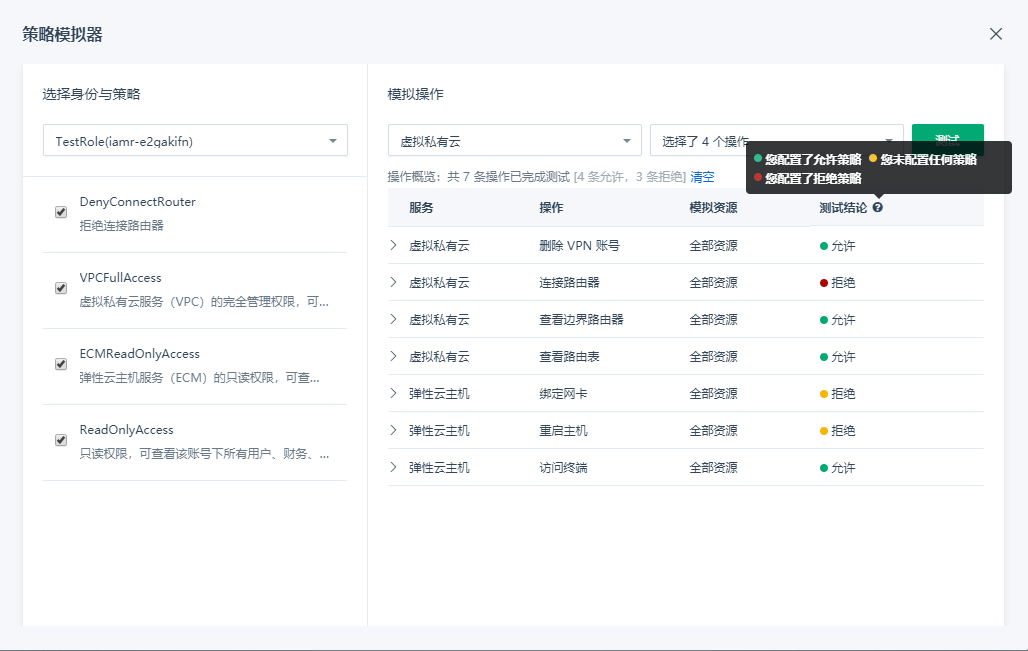 策略模拟器
选择身份与策略
TestRole(iamr-e2gakifn)
DenyConnectRouter
拒绝连接路由器
VPCFullAccess
虚拟私有云服务（VPC）的完全管理权限，可...
ECMReadOnlyAccess
弹性云主机服务（ECM）的只读权限，可查...
ReadOnlyAccess
只读权限，可查看该账号下所有用户、财务、...
模拟操作
虚拟私有云 选择了 4 个操作 测试
您配置了允许策略 您未配置任何策略
您配置了拒绝策略
操作概览：共 7 条操作已完成测试 [4 条允许，3 条拒绝] 清空
服务 操作 模拟资源 测试结论 ?
虚拟私有云 删除 VPN 账号 全部资源 允许
虚拟私有云 连接路由器 全部资源 拒绝
虚拟私有云 查看边界路由器 全部资源 允许
虚拟私有云 查看路由表 全部资源 允许
弹性云主机 绑定网卡 全部资源 拒绝
弹性云主机 重启主机 全部资源 拒绝
弹性云主机 访问终端 全部资源 允许